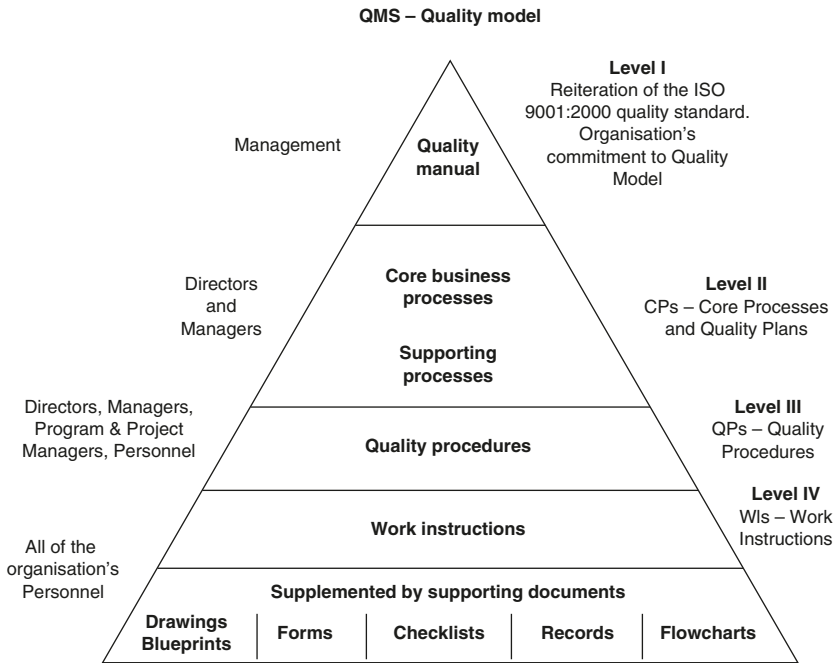 QMS – Quality model
Level I
Reiteration of the ISO
9001:2000 quality standard.
Organisation's
commitment to Quality
Model
Management
Quality
manual
Directors
and
Managers
Core business
processes
Supporting
processes
Level II
CPs – Core Processes
and Quality Plans
Directors, Managers,
Program & Project
Managers, Personnel
Quality procedures
Level III
QPs – Quality
Procedures
Work instructions
Level IV
WIs – Work
Instructions
All of the
organisation's
Personnel
Supplemented by supporting documents
Drawings
Blueprints
Forms
Checklists
Records
Flowcharts